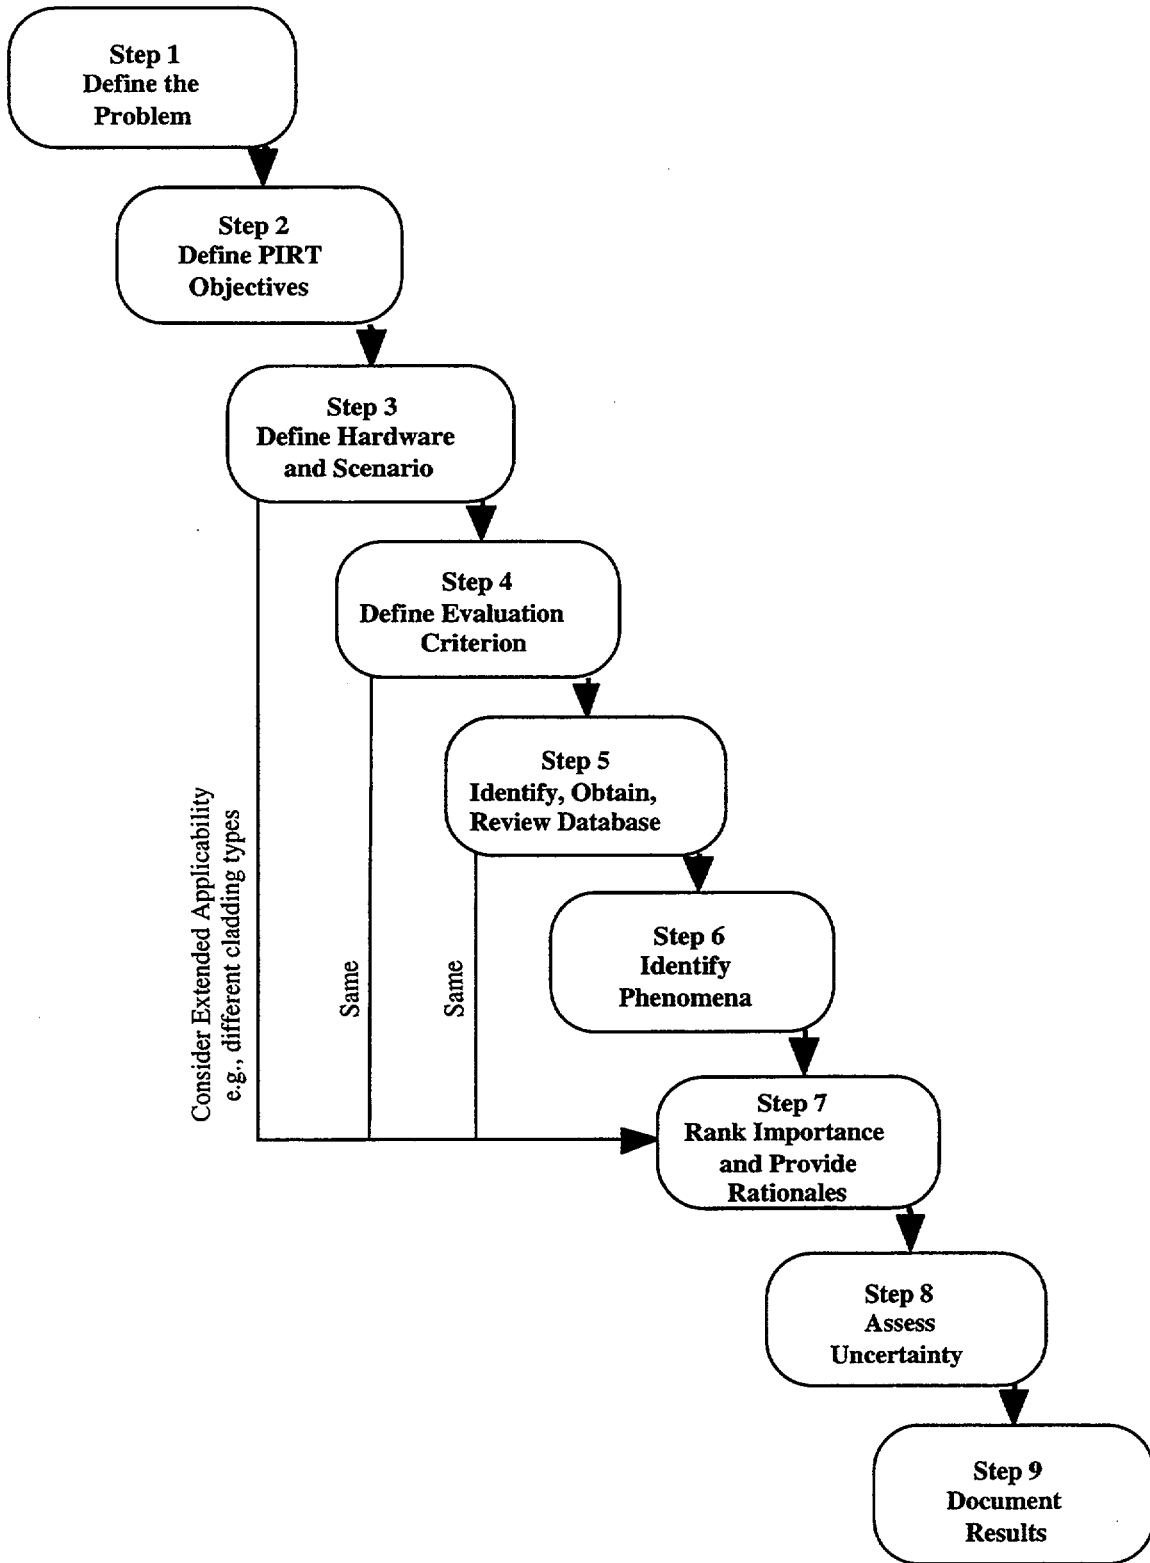 Step 1
Define the
Problem
Step 2
Define PIRT
Objectives
Step 3
Define Hardware
and Scenario
Step 4
Define Evaluation
Criterion
Step 5
Identify, Obtain,
Review Database
Consider Extended Applicability
e.g., different cladding types
Same
Same
Step 6
Identify
Phenomena
Step 7
Rank Importance
and Provide
Rationales
Step 8
Assess
Uncertainty
Step 9
Document
Results